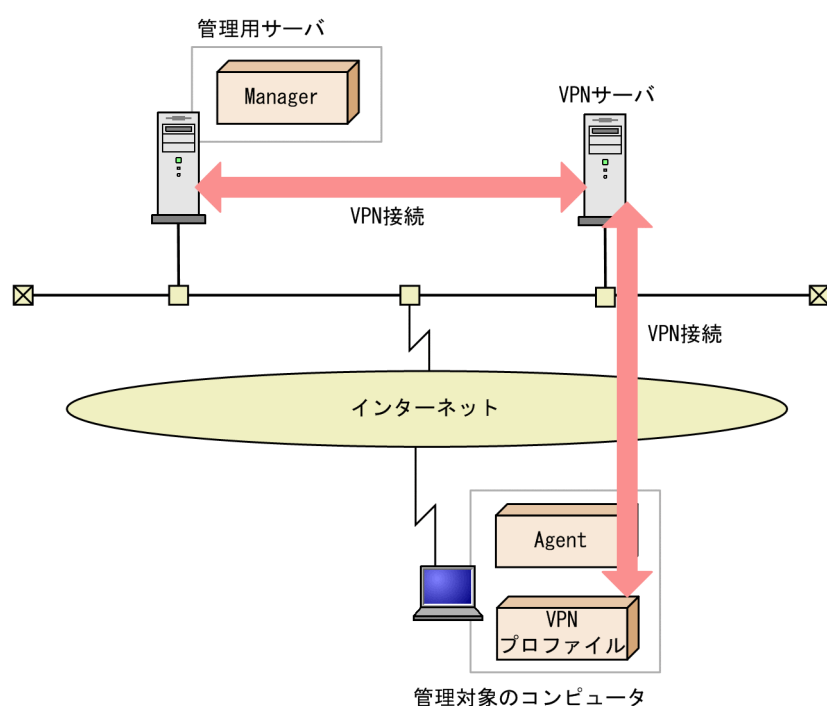 管理用サーバ
Manager
VPNサーバ
VPN接続
VPN接続
インターネット
Agent
VPN
プロファイル
管理対象のコンピュータ